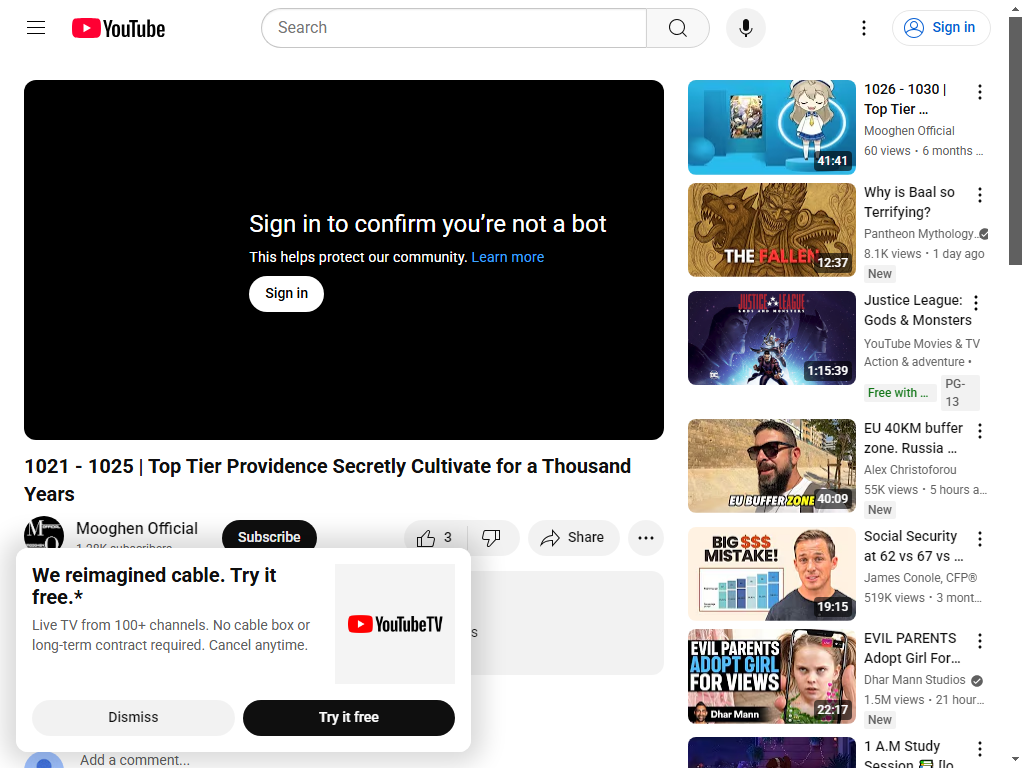 YouTube
Search
Sign in
Sign in to confirm you’re not a bot
This helps protect our community. Learn more
Sign in
1021 - 1025 | Top Tier Providence Secretly Cultivate for a Thousand
Years
Mooghen Official
Subscribe
3
Share
We reimagined cable. Try it
free.*
Live TV from 100+ channels. No cable box or
long-term contract required. Cancel anytime.
YouTubeTV
Dismiss
Try it free
Add a comment...
41:41
1026 - 1030 |
Top Tier ...
Mooghen Official
60 views • 6 months ...
THE FALLEN
12:37
Why is Baal so
Terrifying?
Pantheon Mythology
8.1K views • 1 day ago
New
JUSTICE LEAGUE
GODS AND MONSTERS
1:15:39
Justice League:
Gods & Monsters
YouTube Movies & TV
Action & adventure •
Free with ...
PG-
13
EU BUFFER ZONE
40:09
EU 40KM buffer
zone. Russia ...
Alex Christoforou
55K views • 5 hours a...
New
BIG $$$
MISTAKE!
19:15
Social Security
at 62 vs 67 vs ...
James Conole, CFP®
519K views • 3 mont...
EVIL PARENTS
ADOPT GIRL
FOR VIEWS
Dhar Mann
22:17
EVIL PARENTS
Adopt Girl For...
Dhar Mann Studios
1.5M views • 21 hour...
New
1 A.M Study
Session